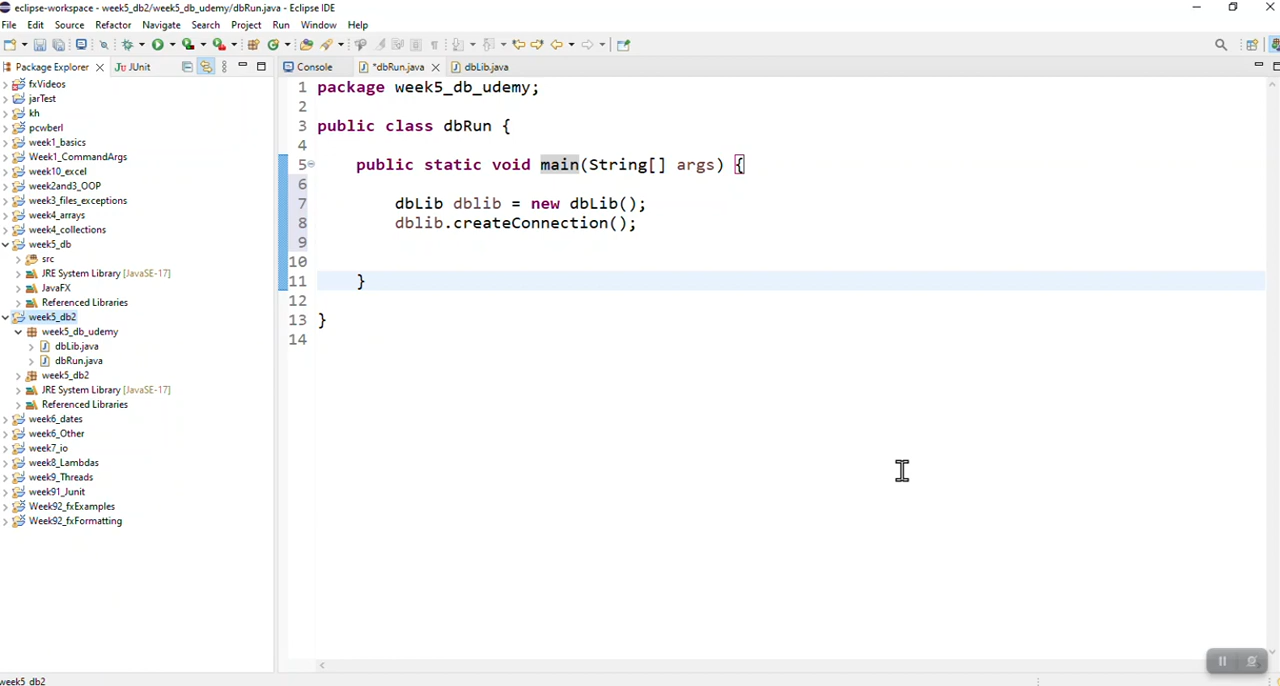 eclipse-workspace - week5_db2/week5_db_udemy/dbRun.java - Eclipse IDE
File Edit Source Refactor Navigate Search Project Run Window Help
Package Explorer JUnit
fxVideos
jarTest
kh
pcwberl
week1_basics
Week1_CommandArgs
week10_excel
week2and3_OOP
week3_files_exceptions
week4_arrays
week4_collections
week5_db
src
JRE System Library [JavaSE-17]
JavaFX
Referenced Libraries
week5_db2
week5_db_udemy
dbLib.java
dbRun.java
week5_db2
JRE System Library [JavaSE-17]
Referenced Libraries
week6_dates
week6_Other
week7_io
week8_Lambdas
week9_Threads
week91_Junit
Week92_fxExamples
Week92_fxFormatting
Console *dbRun.java dbLib.java
1 package week5_db_udemy;
2
3 public class dbRun {
4
5 public static void main(String[] args) {
6
7 dbLib dblib = new dbLib();
8 dblib.createConnection();
9
10
11 }
12
13 }
14
week5_db2